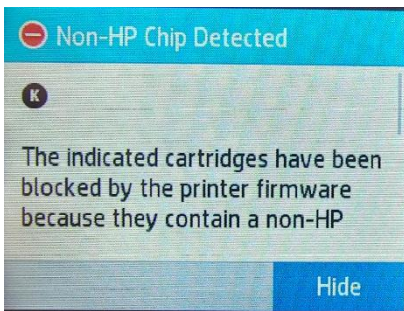 Non-HP Chip Detected
K
The indicated cartridges have been
blocked by the printer firmware
because they contain a non-HP
Hide